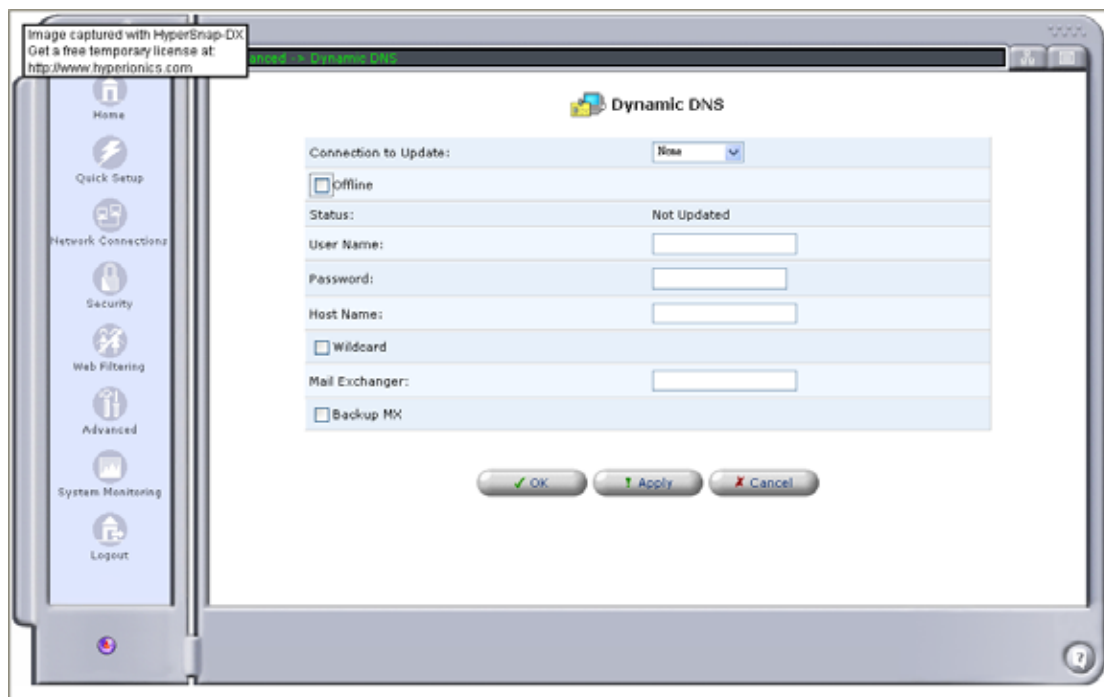 Image captured with HyperSnap-DX
Get a free temporary license at:
http://www.hyperionics.com
anced -> Dynamic DNS
Home
Quick Setup
Network Connections
Security
Web Filtering
Advanced
System Monitoring
Logout
Dynamic DNS
Connection to Update: None
Offline
Status: Not Updated
User Name:
Password:
Host Name:
Wildcard
Mail Exchanger:
Backup MX
OK Apply Cancel
?